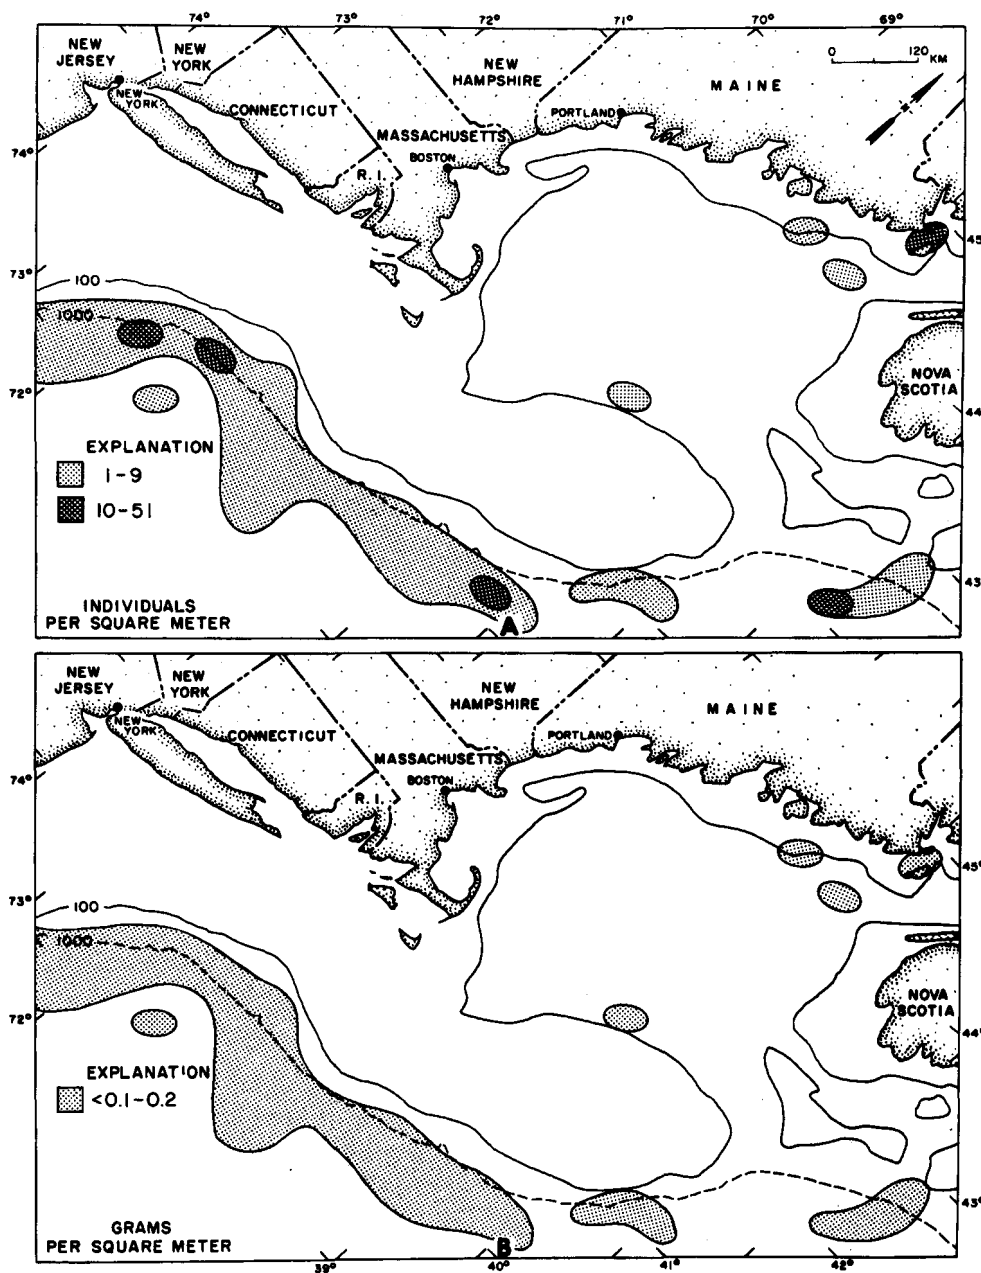 74° 73° 72° 71° 70° 69°
NEW JERSEY
NEW YORK
NEW YORK
CONNECTICUT
R. I.
MASSACHUSETTS
BOSTON
NEW HAMPSHIRE
PORTLAND
MAINE
0 120
KM
74°
73°
72°
45
44
43
100
1000
NOVA SCOTIA
EXPLANATION
1-9
10-51
INDIVIDUALS
PER SQUARE METER
A
NEW JERSEY
NEW YORK
NEW YORK
CONNECTICUT
R. I.
MASSACHUSETTS
BOSTON
NEW HAMPSHIRE
PORTLAND
MAINE
74°
73°
72°
45°
44°
43°
100
1000
NOVA SCOTIA
EXPLANATION
<0.1-0.2
GRAMS
PER SQUARE METER
B
39° 40° 41° 42°